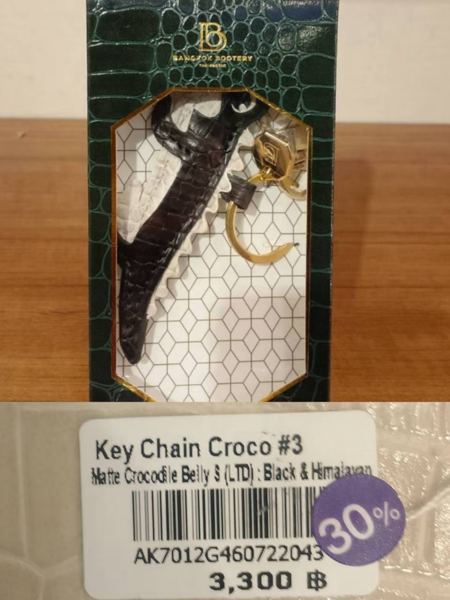 B
BANGKOK BOOTERY
Key Chain Croco #3
Matte Crocodile Belly S (LTD) : Black & Himalayan
30%
AK7012G460722043
3,300 ฿